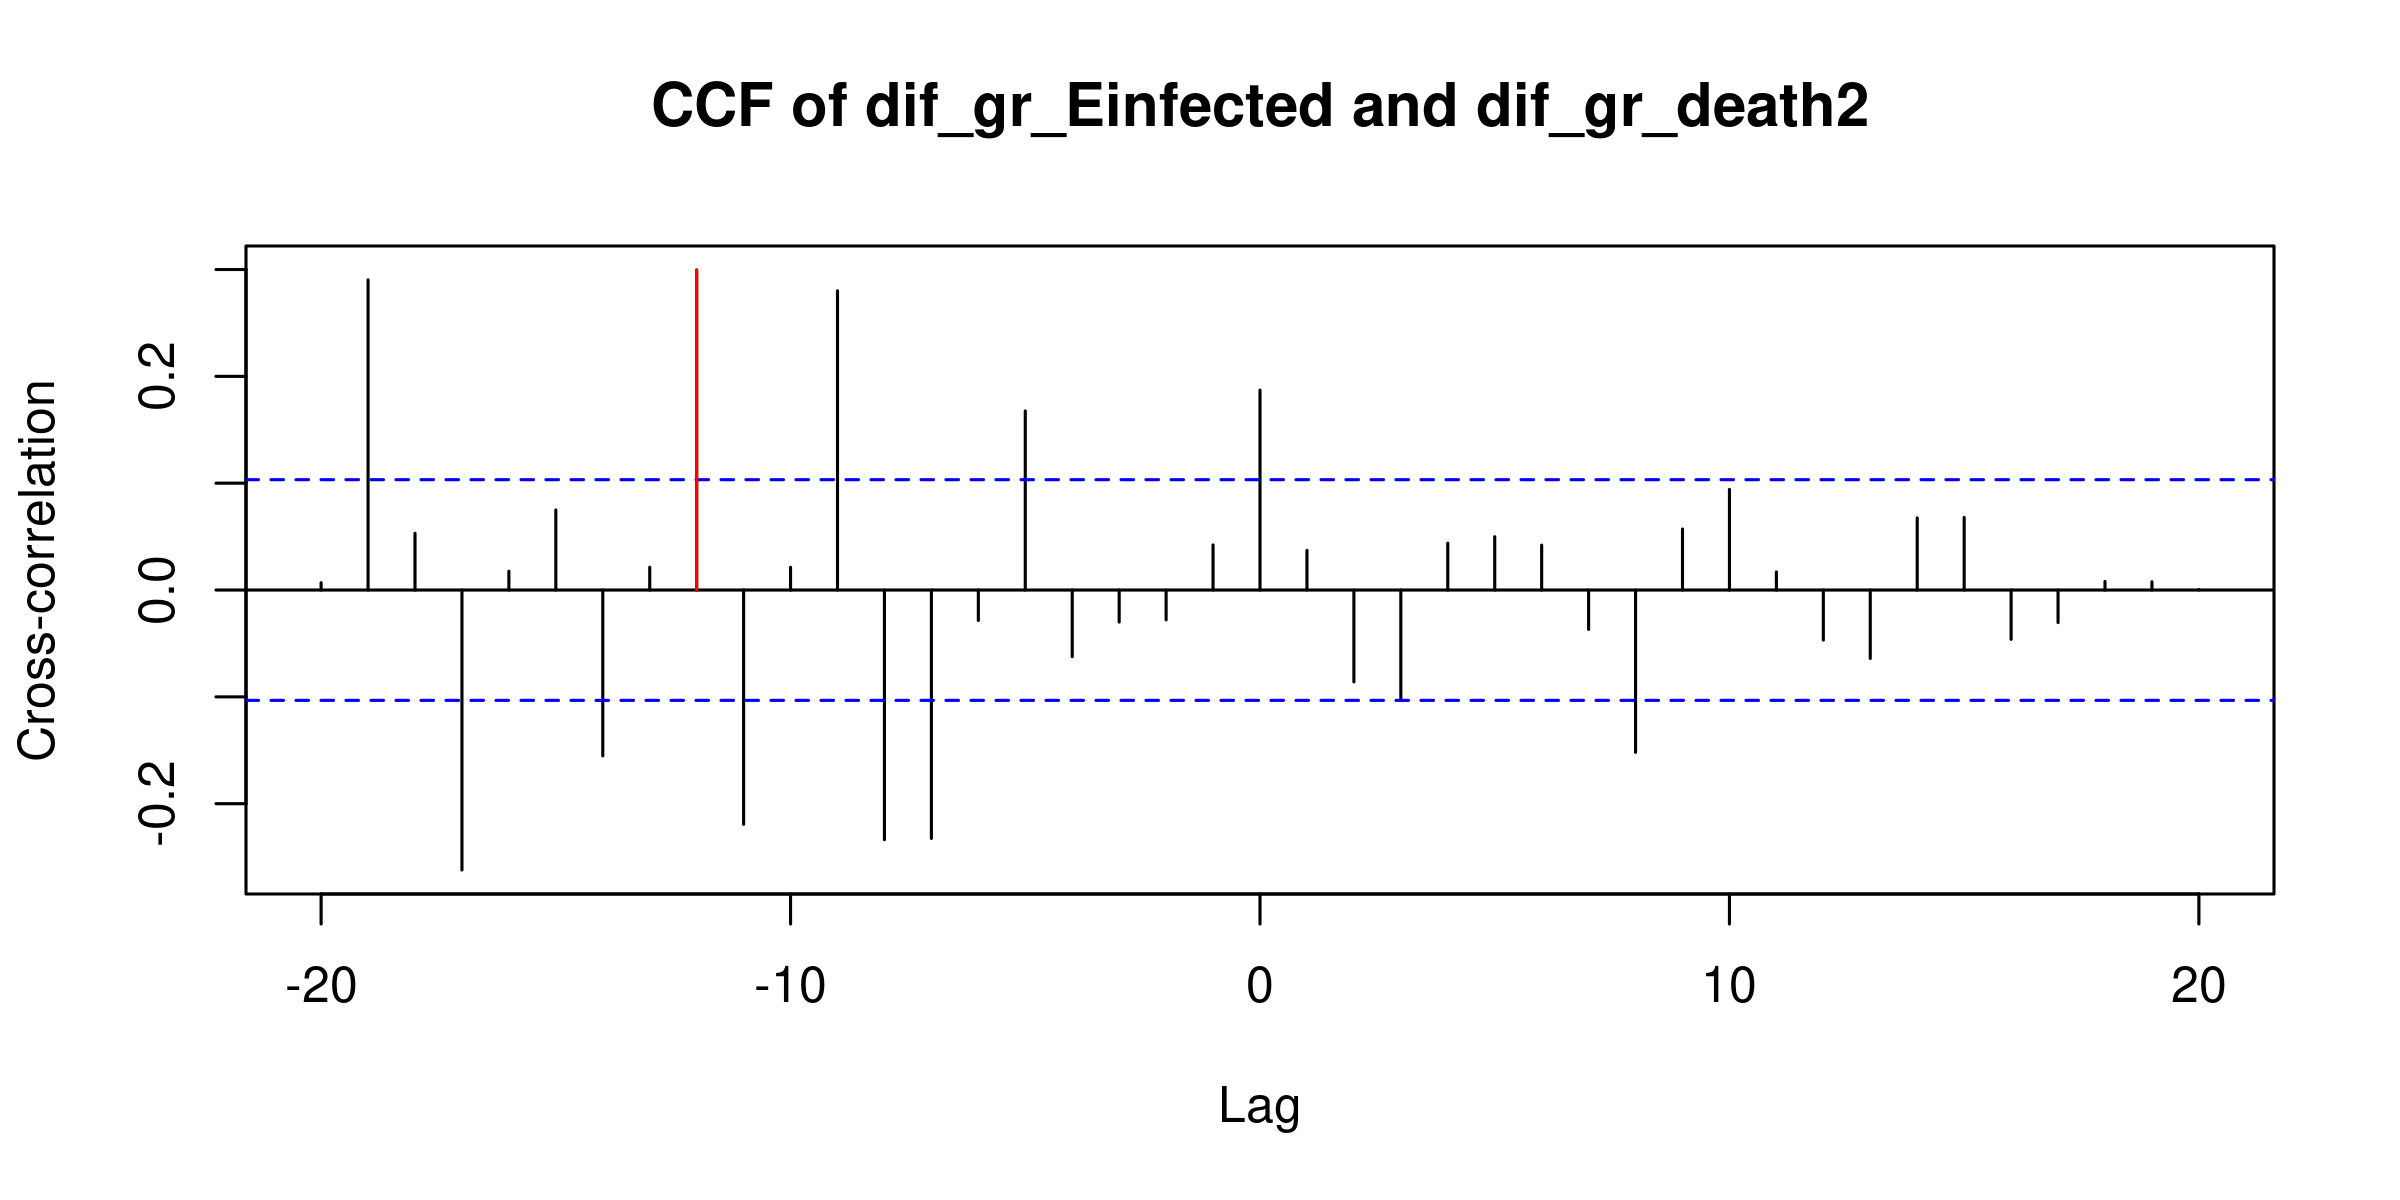 CCF of dif_gr_Einfected and dif_gr_death2
Cross-correlation
0.2
0.0
-0.2
-20 -10 0 10 20
Lag